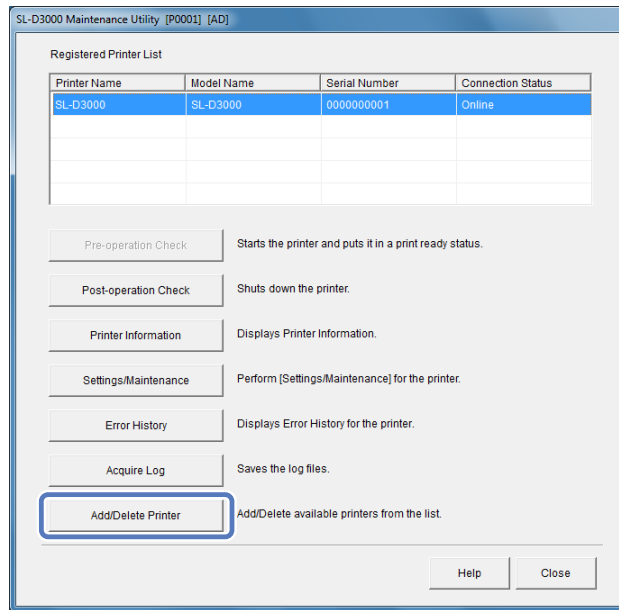 SL-D3000 Maintenance Utility [P0001] [AD]
Registered Printer List
Printer Name Model Name Serial Number Connection Status
SL-D3000 SL-D3000 0000000001 Online
Pre-operation Check Starts the printer and puts it in a print ready status.
Post-operation Check Shuts down the printer.
Printer Information Displays Printer Information.
Settings/Maintenance Perform [Settings/Maintenance] for the printer.
Error History Displays Error History for the printer.
Acquire Log Saves the log files.
Add/Delete Printer Add/Delete available printers from the list.
Help Close